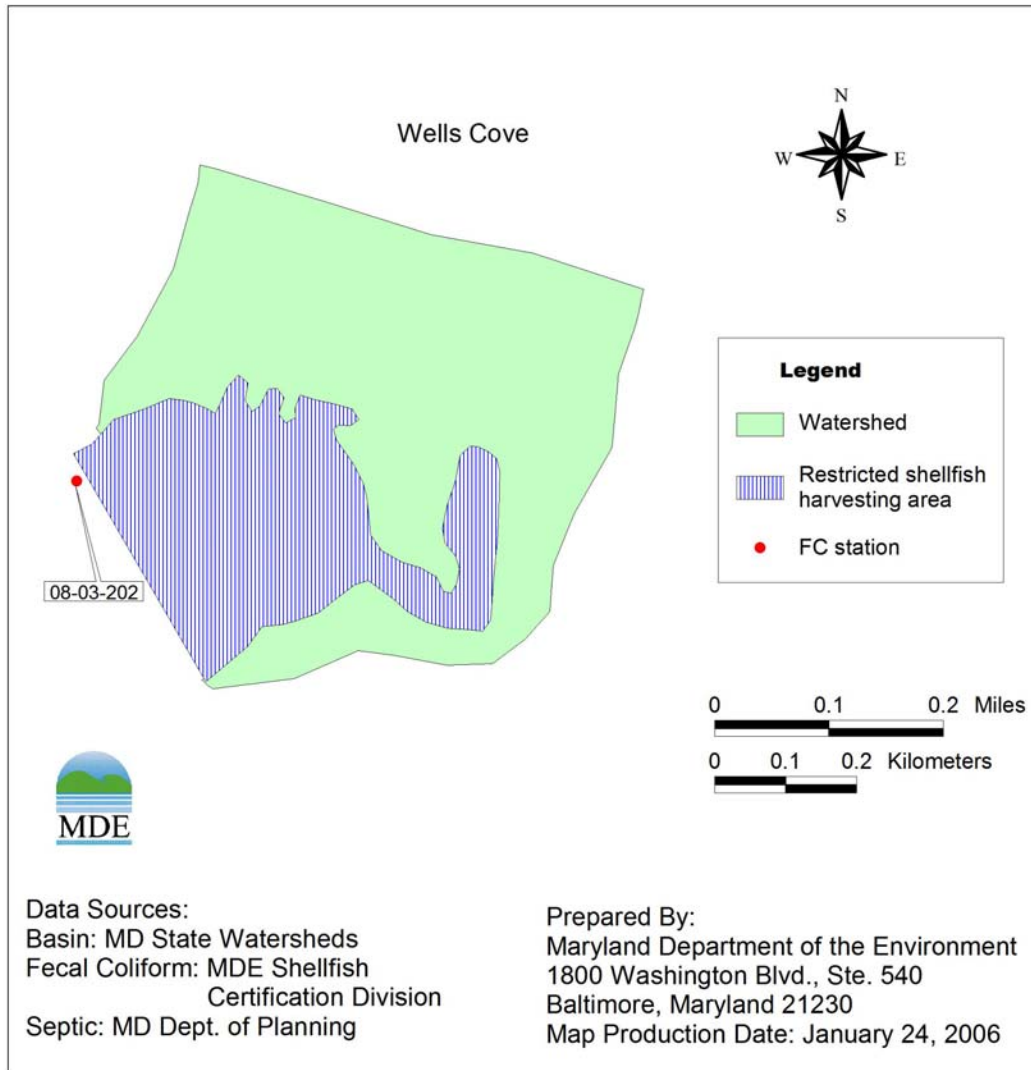 Wells Cove
N
W E
S
Legend
Watershed
Restricted shellfish
harvesting area
FC station
08-03-202
0 0.1 0.2 Miles
0 0.1 0.2 Kilometers
MDE
Data Sources:
Basin: MD State Watersheds
Fecal Coliform: MDE Shellfish
Certification Division
Septic: MD Dept. of Planning
Prepared By:
Maryland Department of the Environment
1800 Washington Blvd., Ste. 540
Baltimore, Maryland 21230
Map Production Date: January 24, 2006